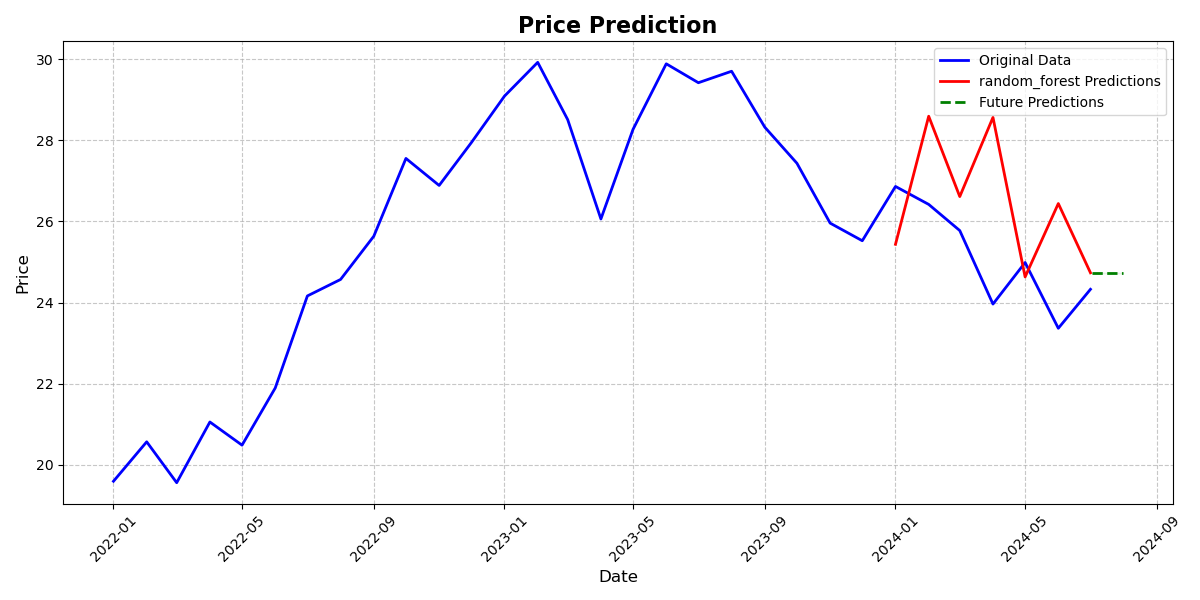 Price Prediction
Original Data
random_forest Predictions
Future Predictions
Price
30
28
26
24
22
20
2022-01
2022-05
2022-09
2023-01
2023-05
2023-09
2024-01
2024-05
2024-09
Date